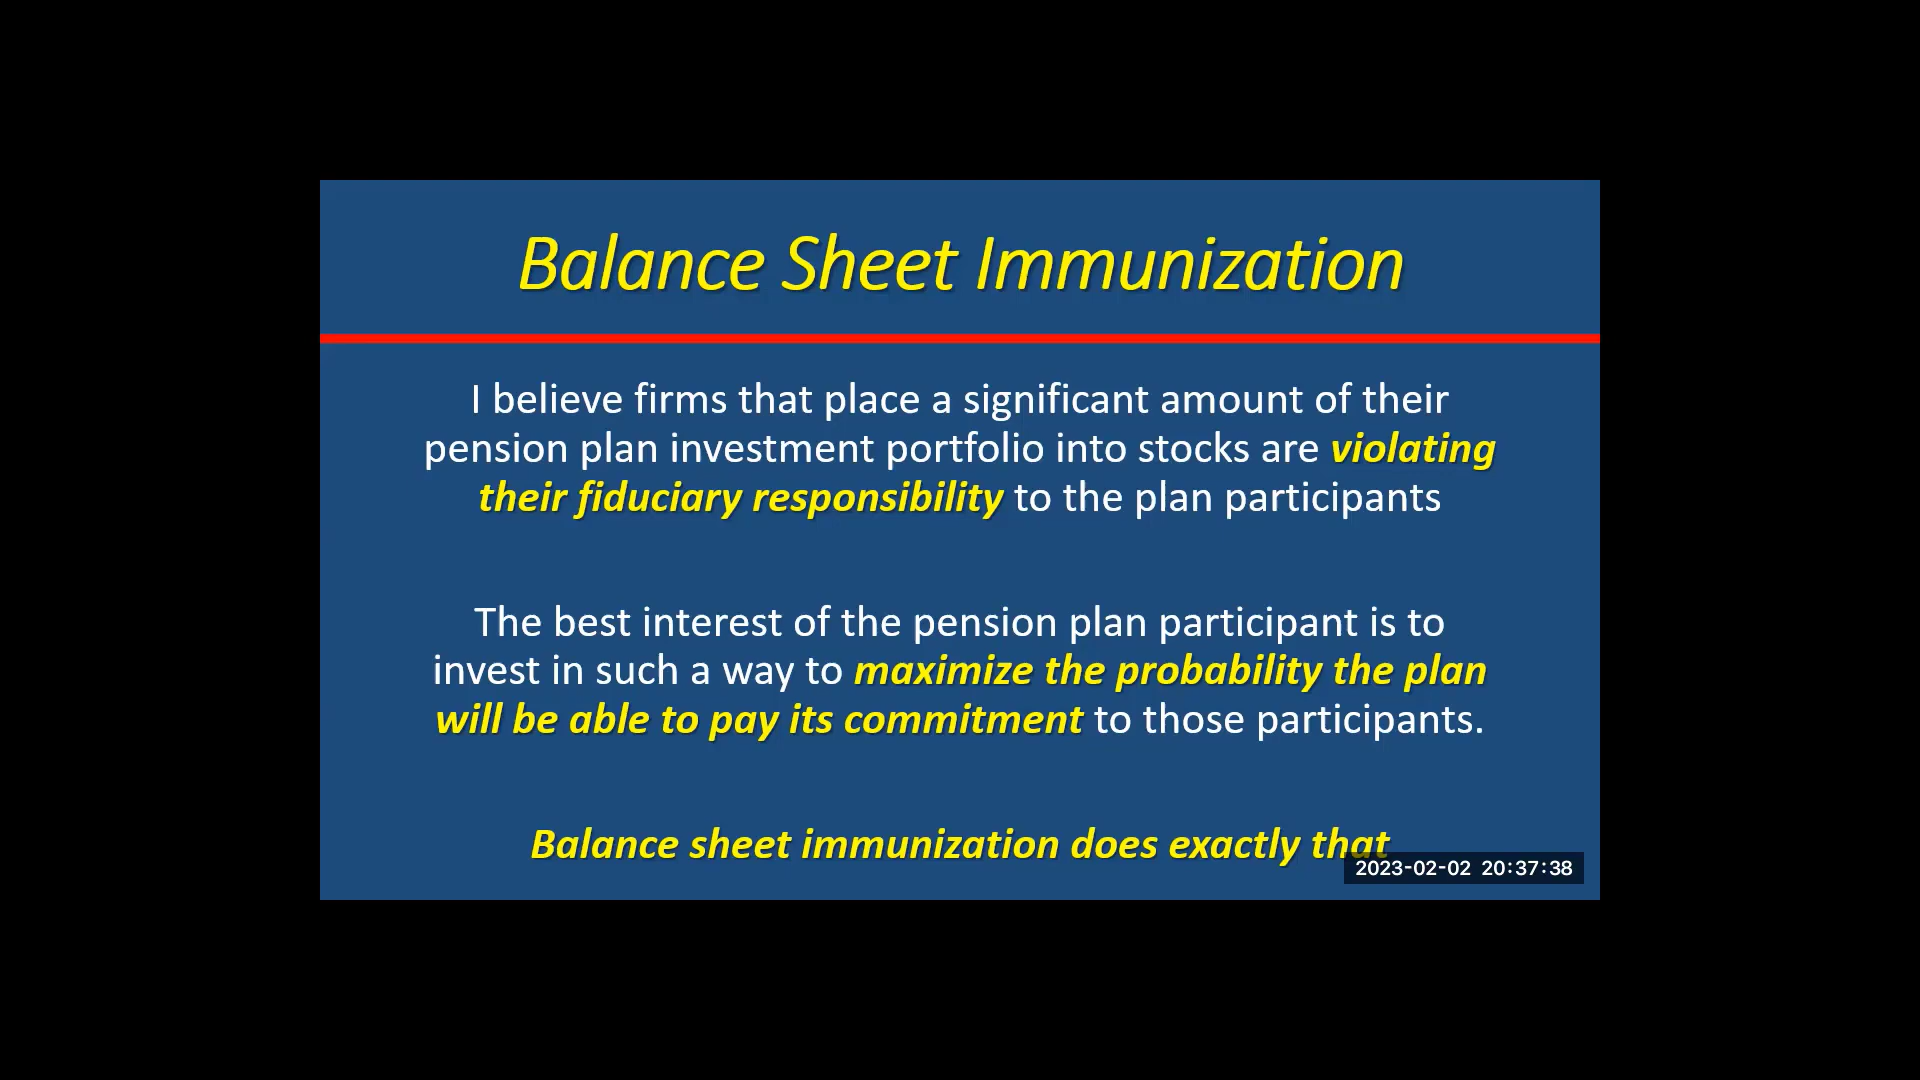 Balance Sheet Immunization
I believe firms that place a significant amount of their
pension plan investment portfolio into stocks are violating
their fiduciary responsibility to the plan participants
The best interest of the pension plan participant is to
invest in such a way to maximize the probability the plan
will be able to pay its commitment to those participants.
Balance sheet immunization does exactly that
2023-02-02 20:37:38